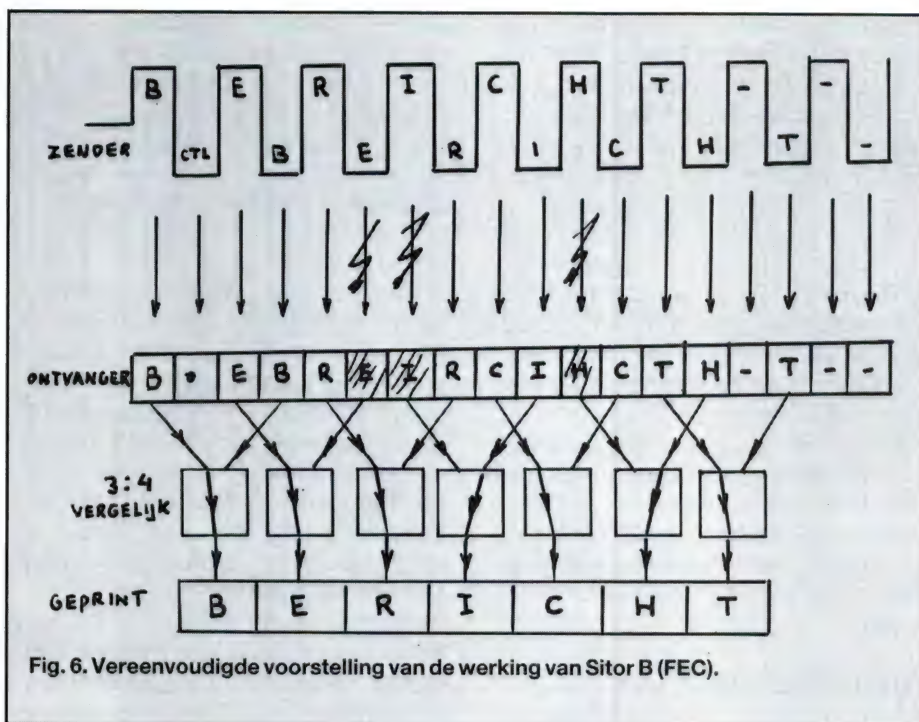 B E R I C H T - -
ZENDER CTL B E R I C H T -
ONTVANGER B * E B R E I R C I H C T H - T - -
3:4
VERGELIJK
GEPRINT B E R I C H T
Fig. 6. Vereenvoudigde voorstelling van de werking van Sitor B (FEC).